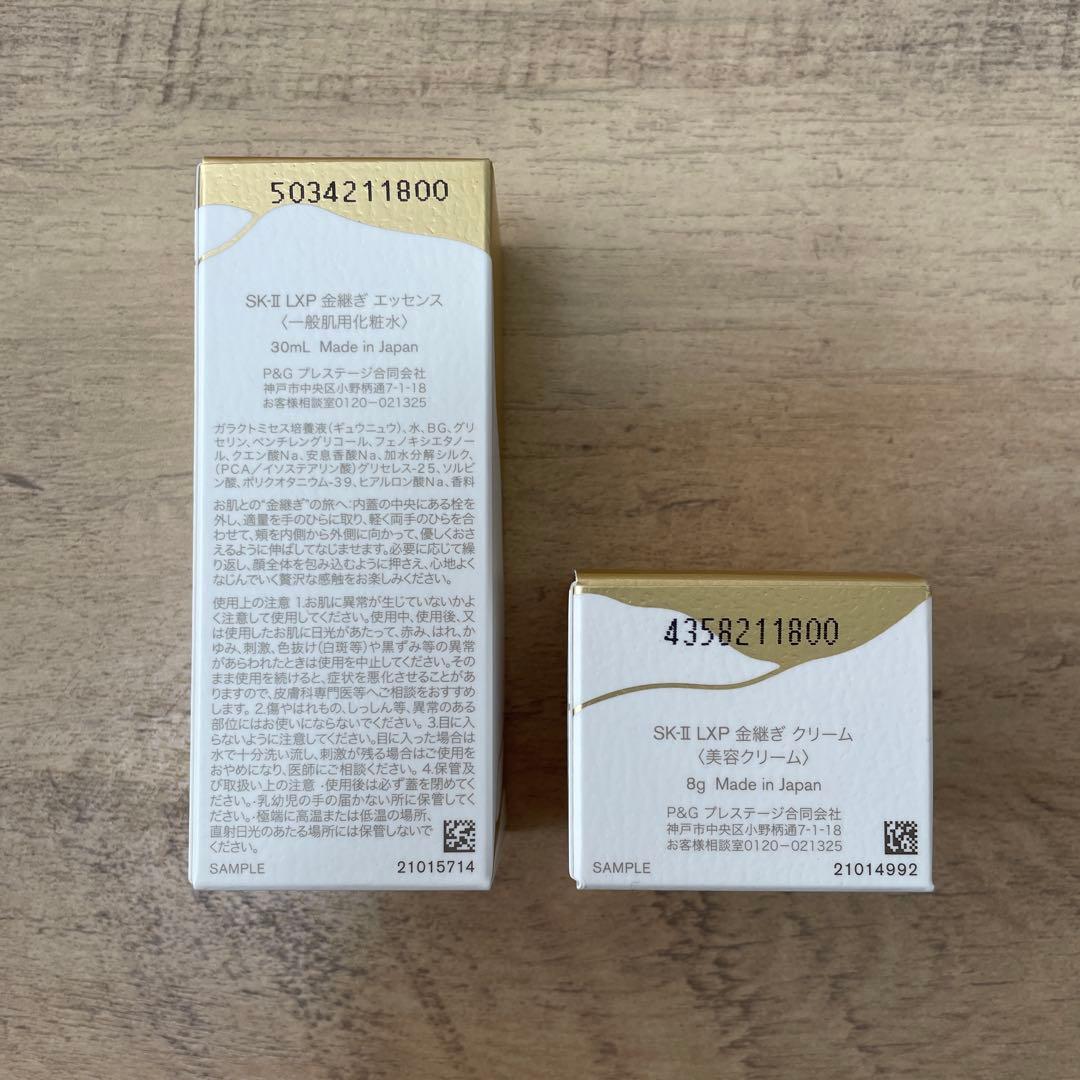 5034211800
SK-II LXP 金継ぎ エッセンス
〈一般肌用化粧水〉
30mL Made in Japan
P&G プレステージ合同会社
神戸市中央区小野柄通7-1-18
お客様相談室0120-021325
ガラクトミセス培養液(ギュウニュウ)、水、BG、グリ
セリン、ペンチレングリコール、フェノキシエタノー
ル、クエン酸Na、安息香酸Na、加水分解シルク、
(PCA/イソステアリン酸)グリセレス-25、ソルビ
ン酸、ポリクオタニウム-39、ヒアルロン酸Na、香料
お肌との“金継ぎ”の旅へ:内蓋の中央にある栓を
外し、適量を手のひらに取り、軽く両手のひらを合
わせて、頬を内側から外側に向かって、優しくおさ
えるように伸ばしてなじませます。必要に応じて繰
り返し、顔全体を包み込むように押さえ、心地よく
なじんでいく贅沢な感触をお楽しみください。
使用上の注意 1.お肌に異常が生じていないかよ
く注意して使用してください。使用中、使用後、又
は使用したお肌に日光があたって、赤み、はれ、か
ゆみ、刺激、色抜け(白斑等)や黒ずみ等の異常
があらわれたときは使用を中止してください。その
まま使用を続けると、症状を悪化させることがあ
りますので、皮膚科専門医等へご相談をおすすめ
します。2.傷やはれもの、しっしん等、異常のある
部位にはお使いにならないでください。3.目に入
らないように注意してください。目に入った場合は
水で十分洗い流し、刺激が残る場合はご使用を
おやめになり、医師にご相談ください。4.保管及
び取扱い上の注意・使用後は必ず蓋を閉めてく
ださい。・乳幼児の手の届かない所に保管してく
ださい。・極端に高温または低温の場所、
直射日光のあたる場所には保管しないで
ください。
SAMPLE 21015714
4358211800
SK-II LXP 金継ぎ クリーム
〈美容クリーム〉
8g Made in Japan
P&G プレステージ合同会社
神戸市中央区小野柄通7-1-18
お客様相談室0120-021325
SAMPLE 21014992